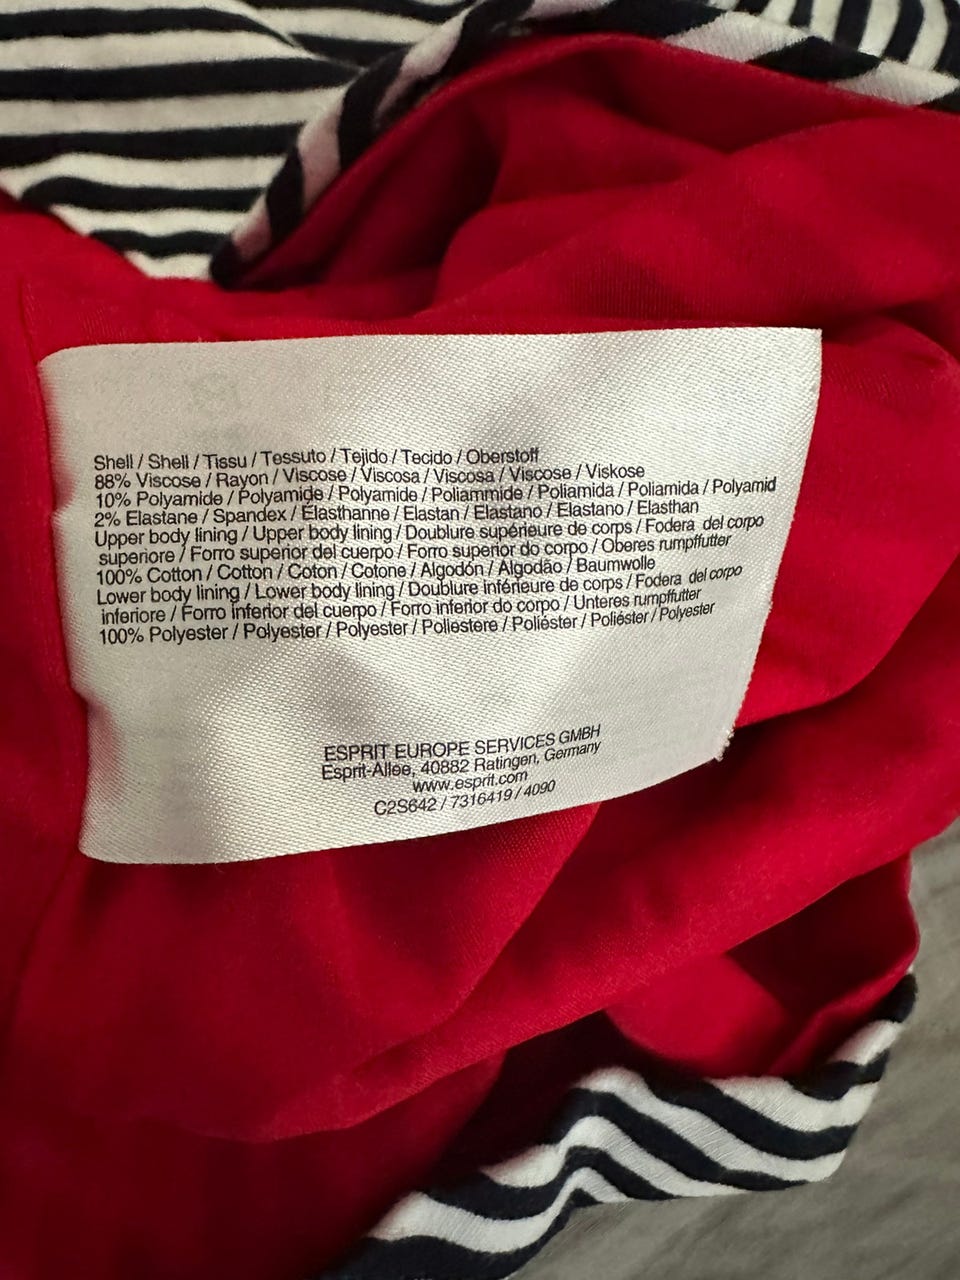 Shell / Shell / Tissu / Tessuto / Tejido / Tecido / Oberstoff
88% Viscose / Rayon / Viscose / Viscosa / Viscosa / Viscose / Viskose
10% Polyamide / Polyamide / Polyamide / Poliammide / Poliamida / Poliamida / Polyamid
2% Elastane / Spandex / Elasthanne / Elastan / Elastano / Elastano / Elasthan
Upper body lining / Upper body lining / Doublure supérieure de corps / Fodera del corpo
superiore / Forro superior del cuerpo / Forro superior do corpo / Oberes rumpffutter
100% Cotton / Cotton / Coton / Cotone / Algodón / Algodão / Baumwolle
Lower body lining / Lower body lining / Doublure inférieure de corps / Fodera del corpo
inferiore / Forro inferior del cuerpo / Forro inferior do corpo / Unteres rumpffutter
100% Polyester / Polyester / Polyester / Poliestere / Poliéster / Poliéster / Polyester
ESPRIT EUROPE SERVICES GMBH
Esprit-Allee, 40882 Ratingen, Germany
www.esprit.com
C2S642 / 7316419 / 4090